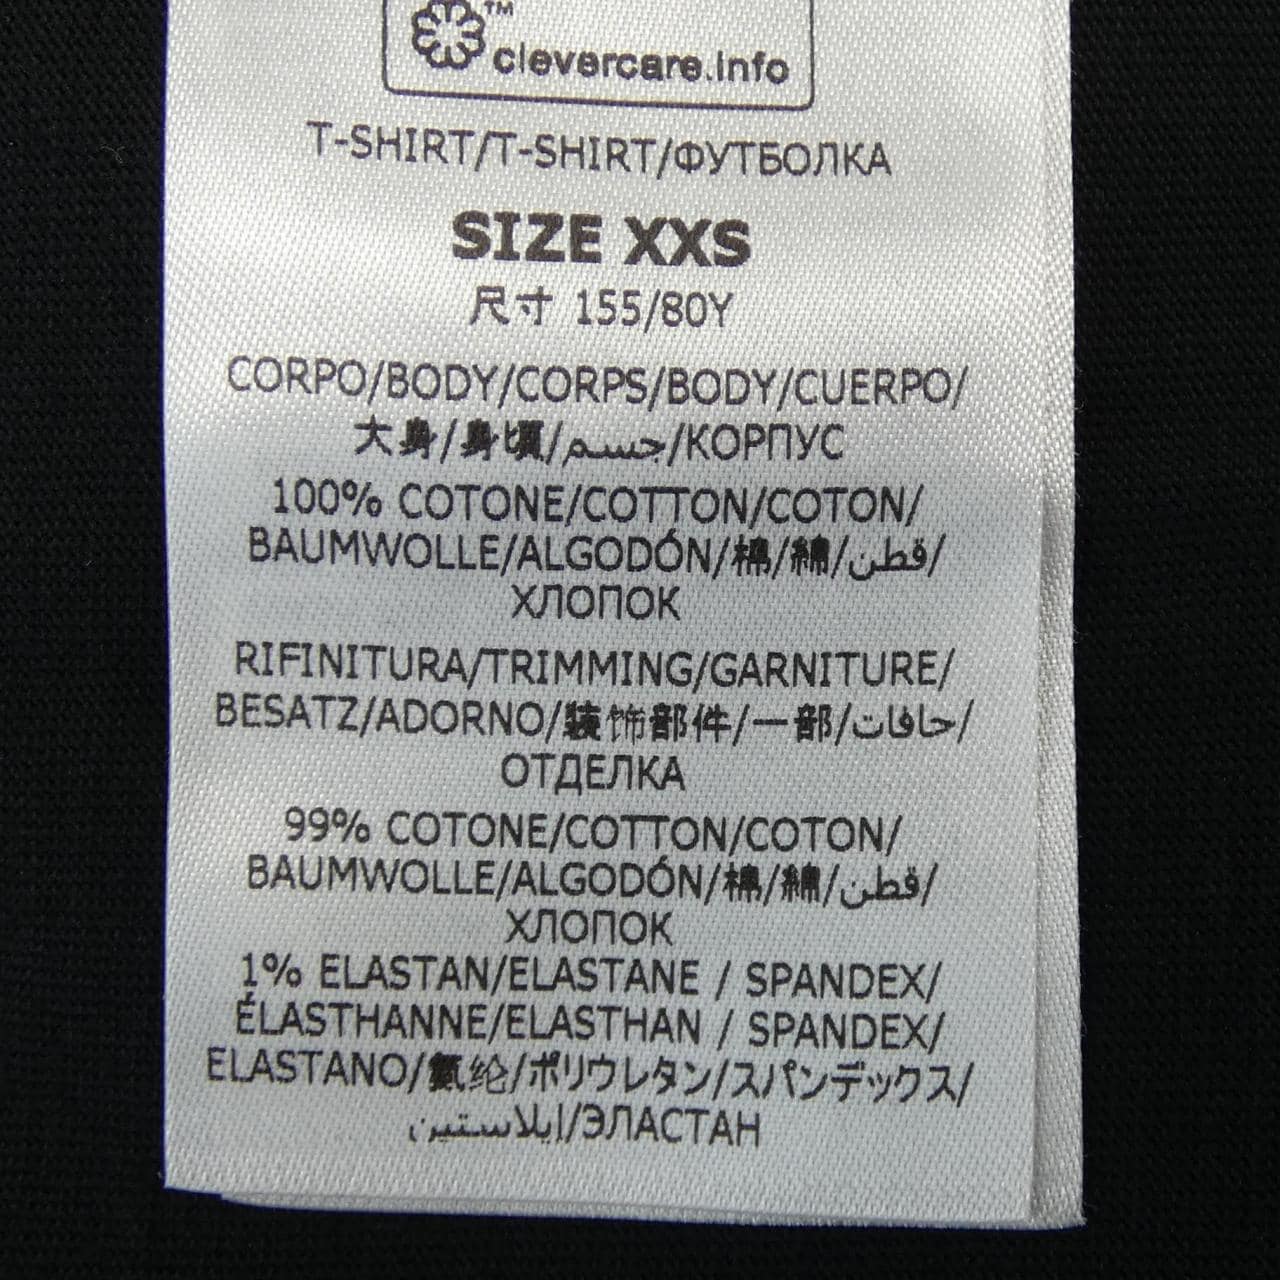 ™
clevercare.info
T-SHIRT/T-SHIRT/ФУТБОЛКА
SIZE XXS
尺寸 155/80Y
CORPO/BODY/CORPS/BODY/CUERPO/
大身/身頃/جسم/КОРПУС
100% COTONE/COTTON/COTON/
BAUMWOLLE/ALGODÓN/棉/綿/قطن/
ХЛОПОК
RIFINITURA/TRIMMING/GARNITURE/
BESATZ/ADORNO/装饰部件/一部/حافات/
ОТДЕЛКА
99% COTONE/COTTON/COTON/
BAUMWOLLE/ALGODÓN/棉/綿/قطن/
ХЛОПОК
1% ELASTAN/ELASTANE / SPANDEX/
ÉLASTHANNE/ELASTHAN / SPANDEX/
ELASTANO/氨纶/ポリウレタン/スパンデックス/
إيلاستين/ЭЛАСТАН